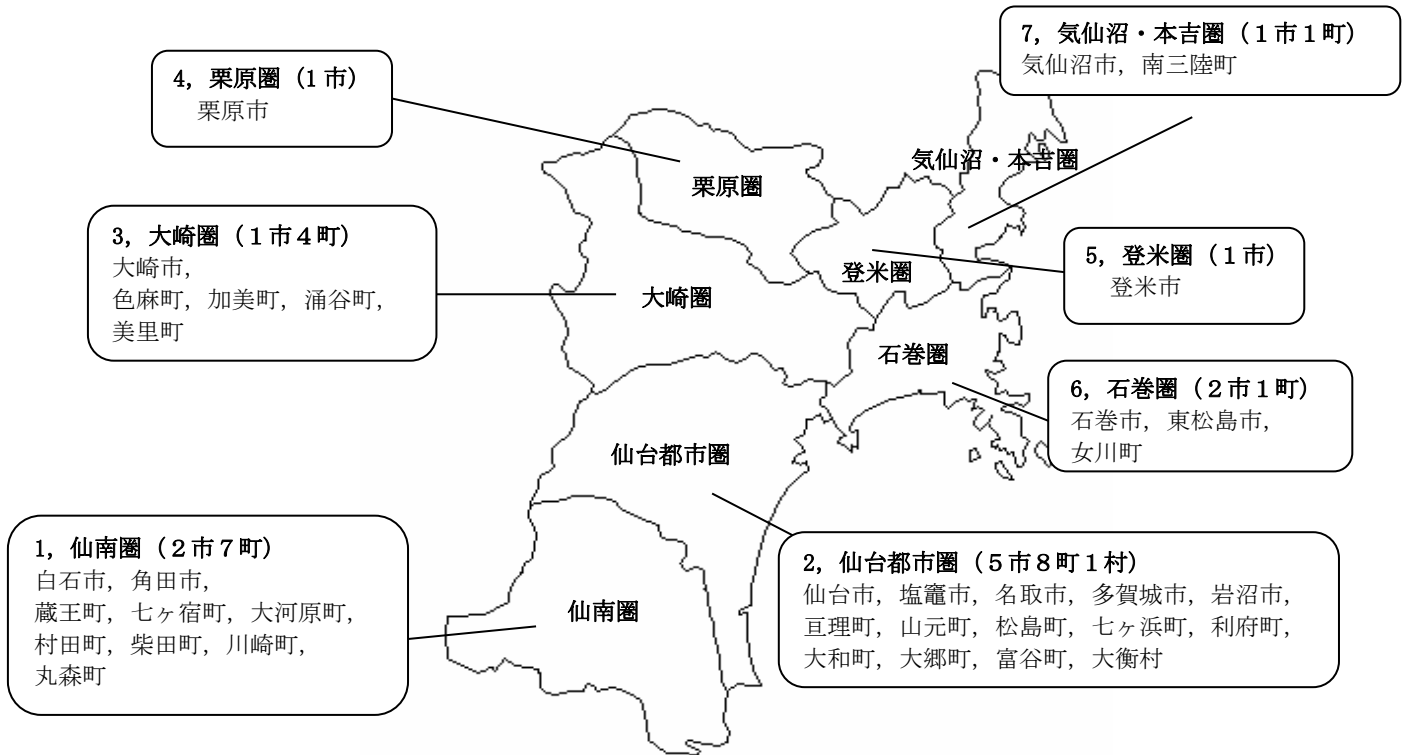 7, 気仙沼・本吉圏（１市１町）
気仙沼市, 南三陸町
4, 栗原圏（1 市）
栗原市
気仙沼・本吉圏
栗原圏
3, 大崎圏（１市４町）
大崎市,
色麻町, 加美町, 涌谷町,
美里町
5, 登米圏（１市）
登米市
登米圏
大崎圏
石巻圏
6, 石巻圏（２市１町）
石巻市, 東松島市,
女川町
仙台都市圏
1, 仙南圏（２市７町）
白石市, 角田市,
蔵王町, 七ヶ宿町, 大河原町,
村田町, 柴田町, 川崎町,
丸森町
仙南圏
2, 仙台都市圏（５市８町１村）
仙台市, 塩竈市, 名取市, 多賀城市, 岩沼市,
亘理町, 山元町, 松島町, 七ヶ浜町, 利府町,
大和町, 大郷町, 富谷町, 大衡村